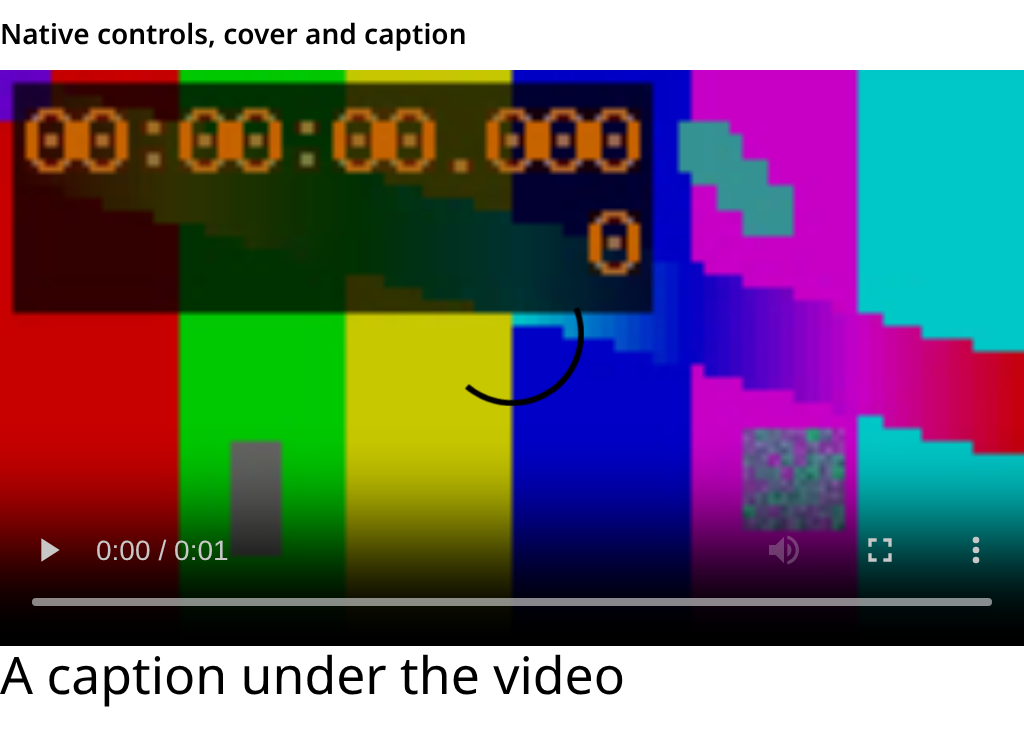 Native controls, cover and caption
00:00:00.000
0
0:00 / 0:01
A caption under the video